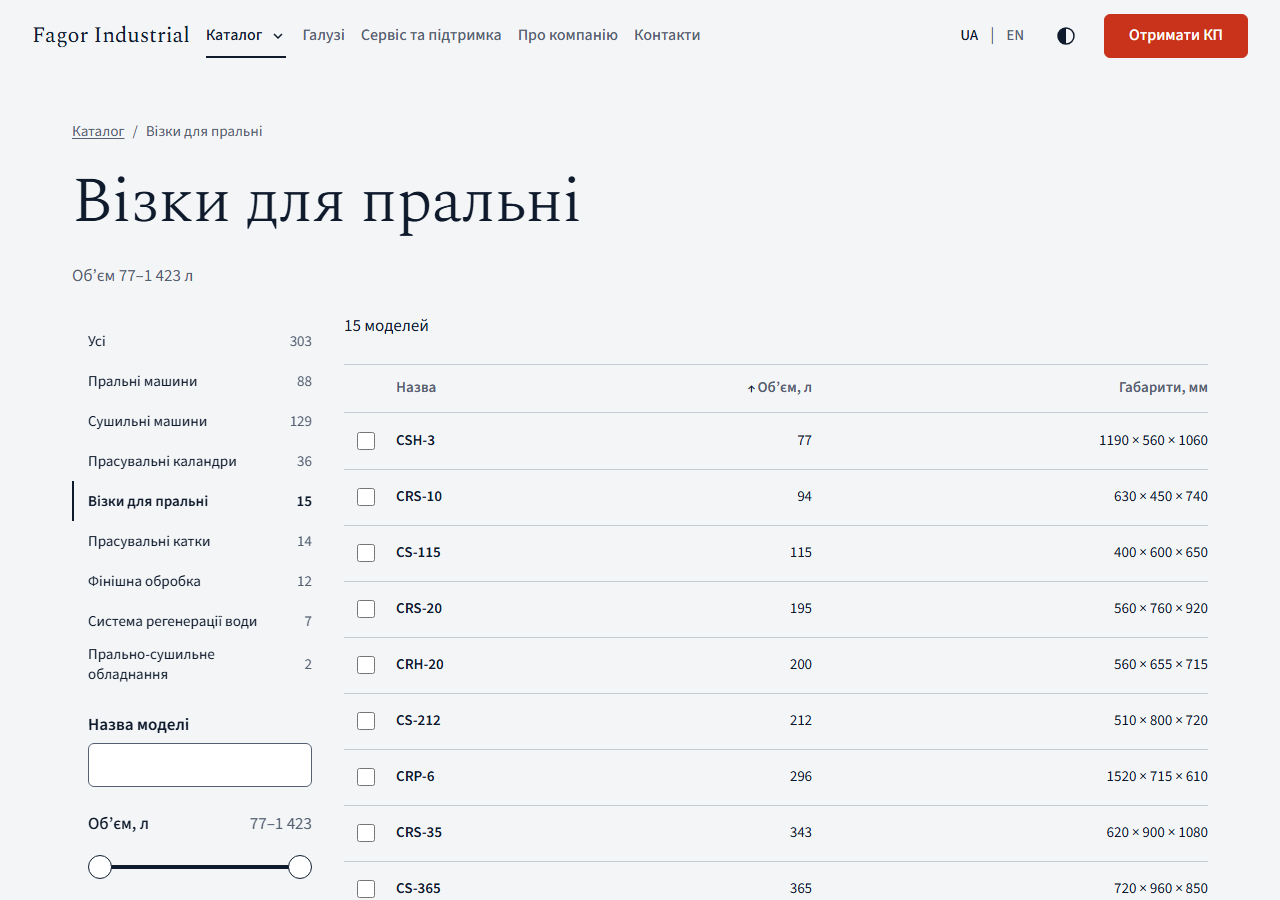 Fagor Industrial Каталог Галузі Сервіс та підтримка Про компанію Контакти UA | EN Отримати КП
Каталог / Візки для пральні
Візки для пральні
Об’єм 77–1 423 л
Усі 303
Пральні машини 88
Сушильні машини 129
Прасувальні каландри 36
Візки для пральні 15
Прасувальні катки 14
Фінішна обробка 12
Система регенерації води 7
Прально-сушильне
обладнання 2
Назва моделі
Об’єм, л 77–1 423
15 моделей
Назва ↑ Об’єм, л Габарити, мм
CSH-3 77 1190 × 560 × 1060
CRS-10 94 630 × 450 × 740
CS-115 115 400 × 600 × 650
CRS-20 195 560 × 760 × 920
CRH-20 200 560 × 655 × 715
CS-212 212 510 × 800 × 720
CRP-6 296 1520 × 715 × 610
CRS-35 343 620 × 900 × 1080
CS-365 365 720 × 960 × 850